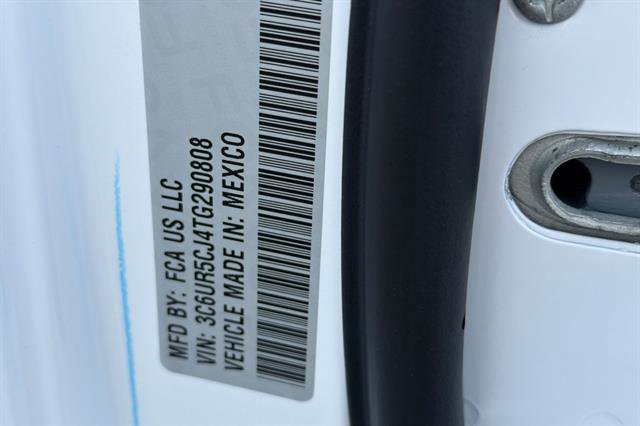 MFD BY: FCA US LLC
VIN: 3C6UR5CJ4TG290808
VEHICLE MADE IN: MEXICO